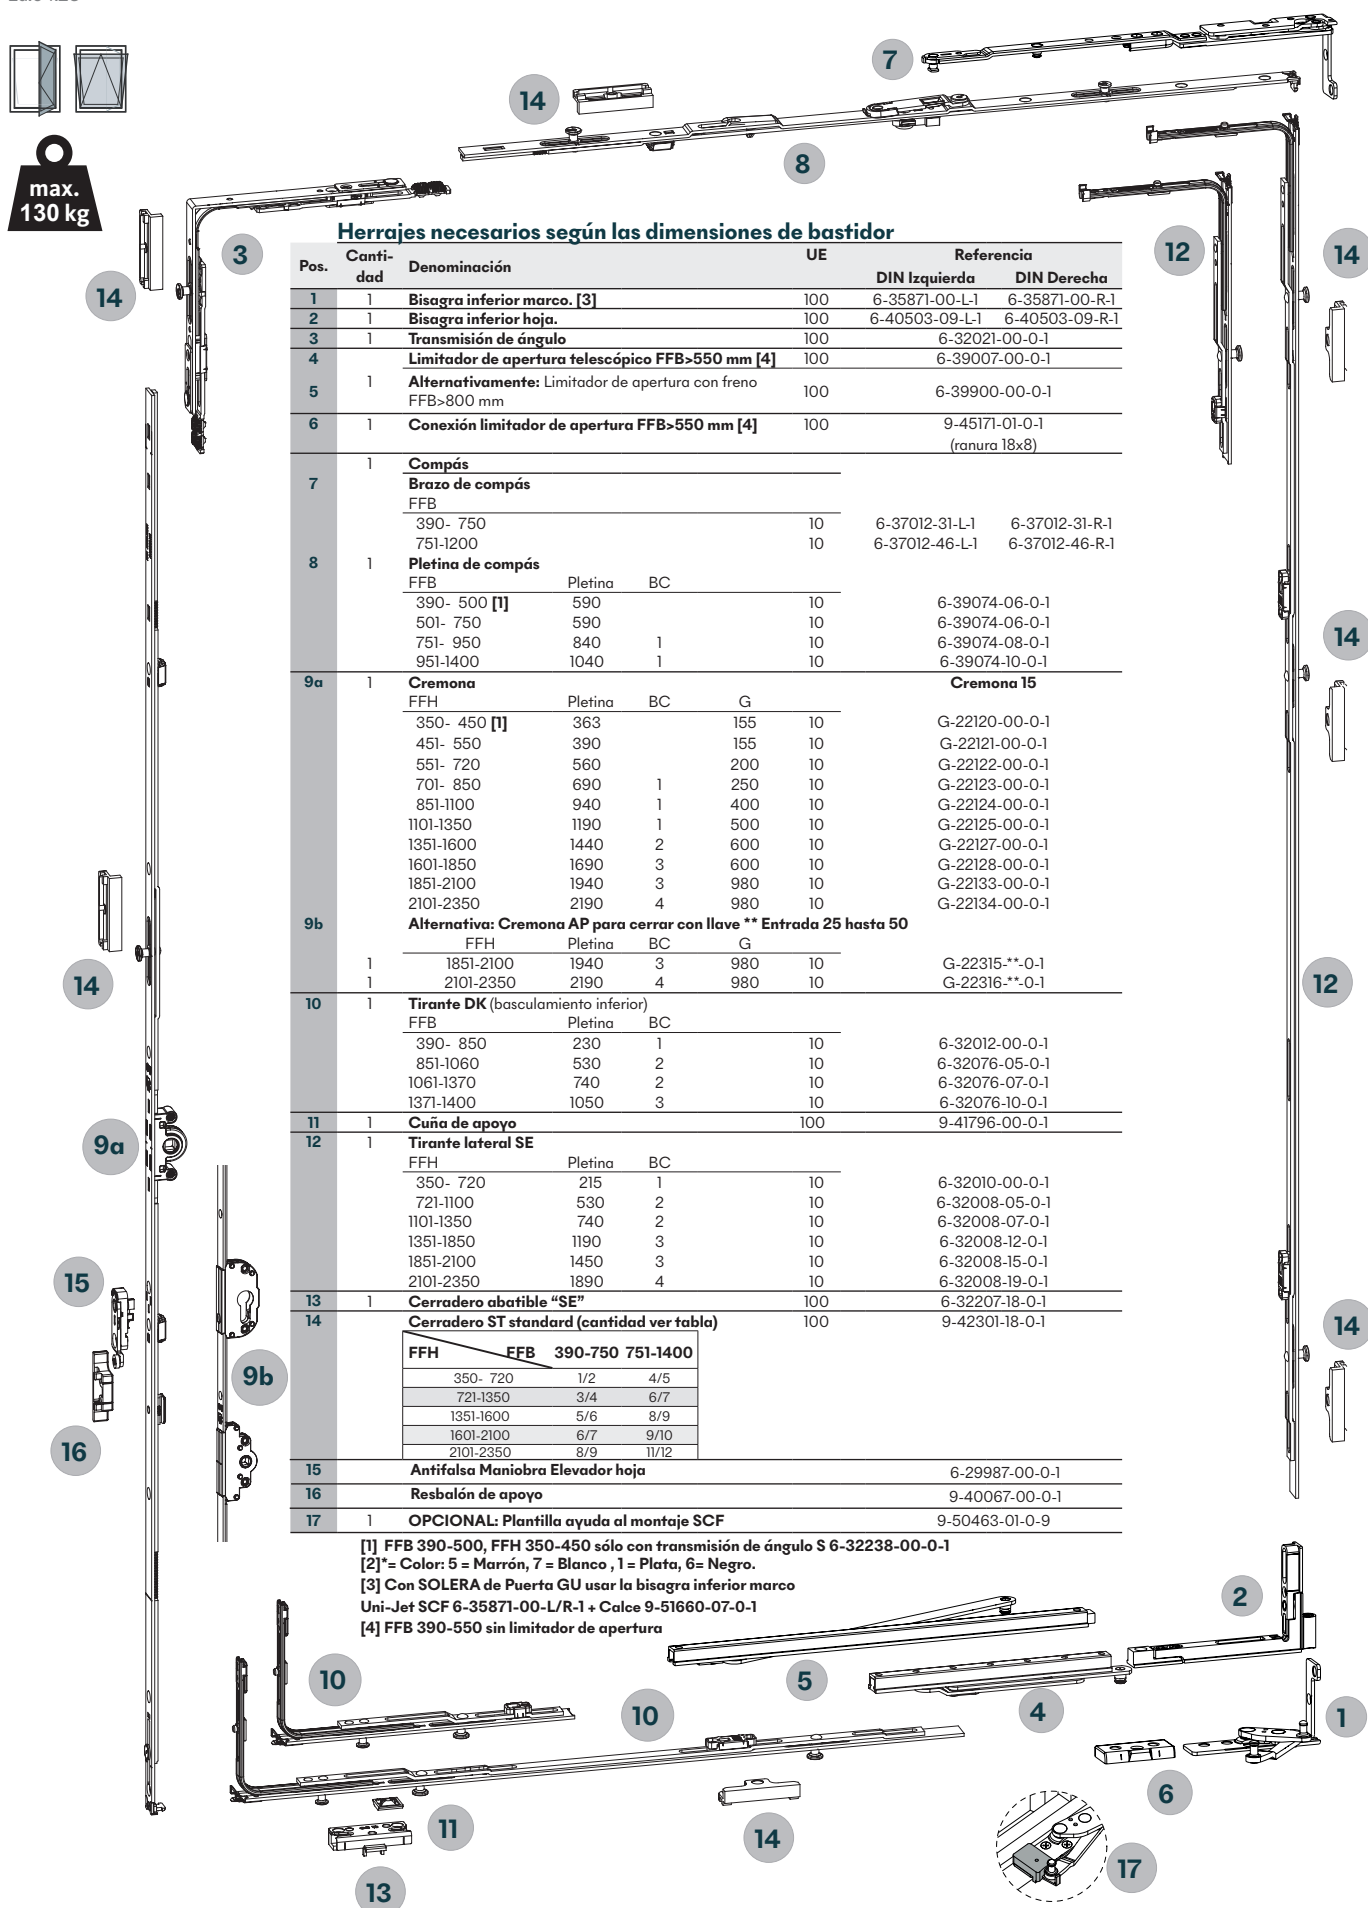 max.
130 kg
7
14
8
3
14
12
14
Herrajes necesarios según las dimensiones de bastidor
Pos. Canti-dad Denominación UE Referencia
DIN Izquierda DIN Derecha
1 1 Bisagra inferior marco. [3] 100 6-35871-00-L-1 6-35871-00-R-1
2 1 Bisagra inferior hoja. 100 6-40503-09-L-1 6-40503-09-R-1
3 1 Transmisión de ángulo 100 6-32021-00-0-1
4 Limitador de apertura telescópico FFB>550 mm [4] 100 6-39007-00-0-1
5 1 Alternativamente: Limitador de apertura con freno
FFB>800 mm 100 6-39900-00-0-1
6 1 Conexión limitador de apertura FFB>550 mm [4] 100 9-45171-01-0-1
(ranura 18x8)
1 Compás
7 Brazo de compás
FFB
390- 750 10 6-37012-31-L-1 6-37012-31-R-1
751-1200 10 6-37012-46-L-1 6-37012-46-R-1
8 1 Pletina de compás
FFB Pletina BC
390- 500 [1] 590 10 6-39074-06-0-1
501- 750 590 10 6-39074-06-0-1
751- 950 840 1 10 6-39074-08-0-1
951-1400 1040 1 10 6-39074-10-0-1
9a 1 Cremona Cremona 15
FFH Pletina BC G
350- 450 [1] 363 155 10 G-22120-00-0-1
451- 550 390 155 10 G-22121-00-0-1
551- 720 560 200 10 G-22122-00-0-1
701- 850 690 1 250 10 G-22123-00-0-1
851-1100 940 1 400 10 G-22124-00-0-1
1101-1350 1190 1 500 10 G-22125-00-0-1
1351-1600 1440 2 600 10 G-22127-00-0-1
1601-1850 1690 3 600 10 G-22128-00-0-1
1851-2100 1940 3 980 10 G-22133-00-0-1
2101-2350 2190 4 980 10 G-22134-00-0-1
9b Alternativa: Cremona AP para cerrar con llave ** Entrada 25 hasta 50
FFH Pletina BC G
1 1851-2100 1940 3 980 10 G-22315-**-0-1
1 2101-2350 2190 4 980 10 G-22316-**-0-1
10 1 Tirante DK (basculamiento inferior)
FFB Pletina BC
390- 850 230 1 10 6-32012-00-0-1
851-1060 530 2 10 6-32076-05-0-1
1061-1370 740 2 10 6-32076-07-0-1
1371-1400 1050 3 10 6-32076-10-0-1
11 1 Cuña de apoyo 100 9-41796-00-0-1
12 1 Tirante lateral SE
FFH Pletina BC
350- 720 215 1 10 6-32010-00-0-1
721-1100 530 2 10 6-32008-05-0-1
1101-1350 740 2 10 6-32008-07-0-1
1351-1850 1190 3 10 6-32008-12-0-1
1851-2100 1450 3 10 6-32008-15-0-1
2101-2350 1890 4 10 6-32008-19-0-1
13 1 Cerradero abatible “SE” 100 6-32207-18-0-1
14 Cerradero ST standard (cantidad ver tabla) 100 9-42301-18-0-1
FFH FFB 390-750 751-1400
350- 720 1/2 4/5
721-1350 3/4 6/7
1351-1600 5/6 8/9
1601-2100 6/7 9/10
2101-2350 8/9 11/12
15 Antifalsa Maniobra Elevador hoja 6-29987-00-0-1
16 Resbalón de apoyo 9-40067-00-0-1
17 1 OPCIONAL: Plantilla ayuda al montaje SCF 9-50463-01-0-9
[1] FFB 390-500, FFH 350-450 sólo con transmisión de ángulo S 6-32238-00-0-1
[2]*= Color: 5 = Marrón, 7 = Blanco , 1 = Plata, 6= Negro.
[3] Con SOLERA de Puerta GU usar la bisagra inferior marco
Uni-Jet SCF 6-35871-00-L/R-1 + Calce 9-51660-07-0-1
[4] FFB 390-550 sin limitador de apertura
14
14
12
9a
15
9b
14
16
2
10
5
10
4
1
6
11
14
17
13